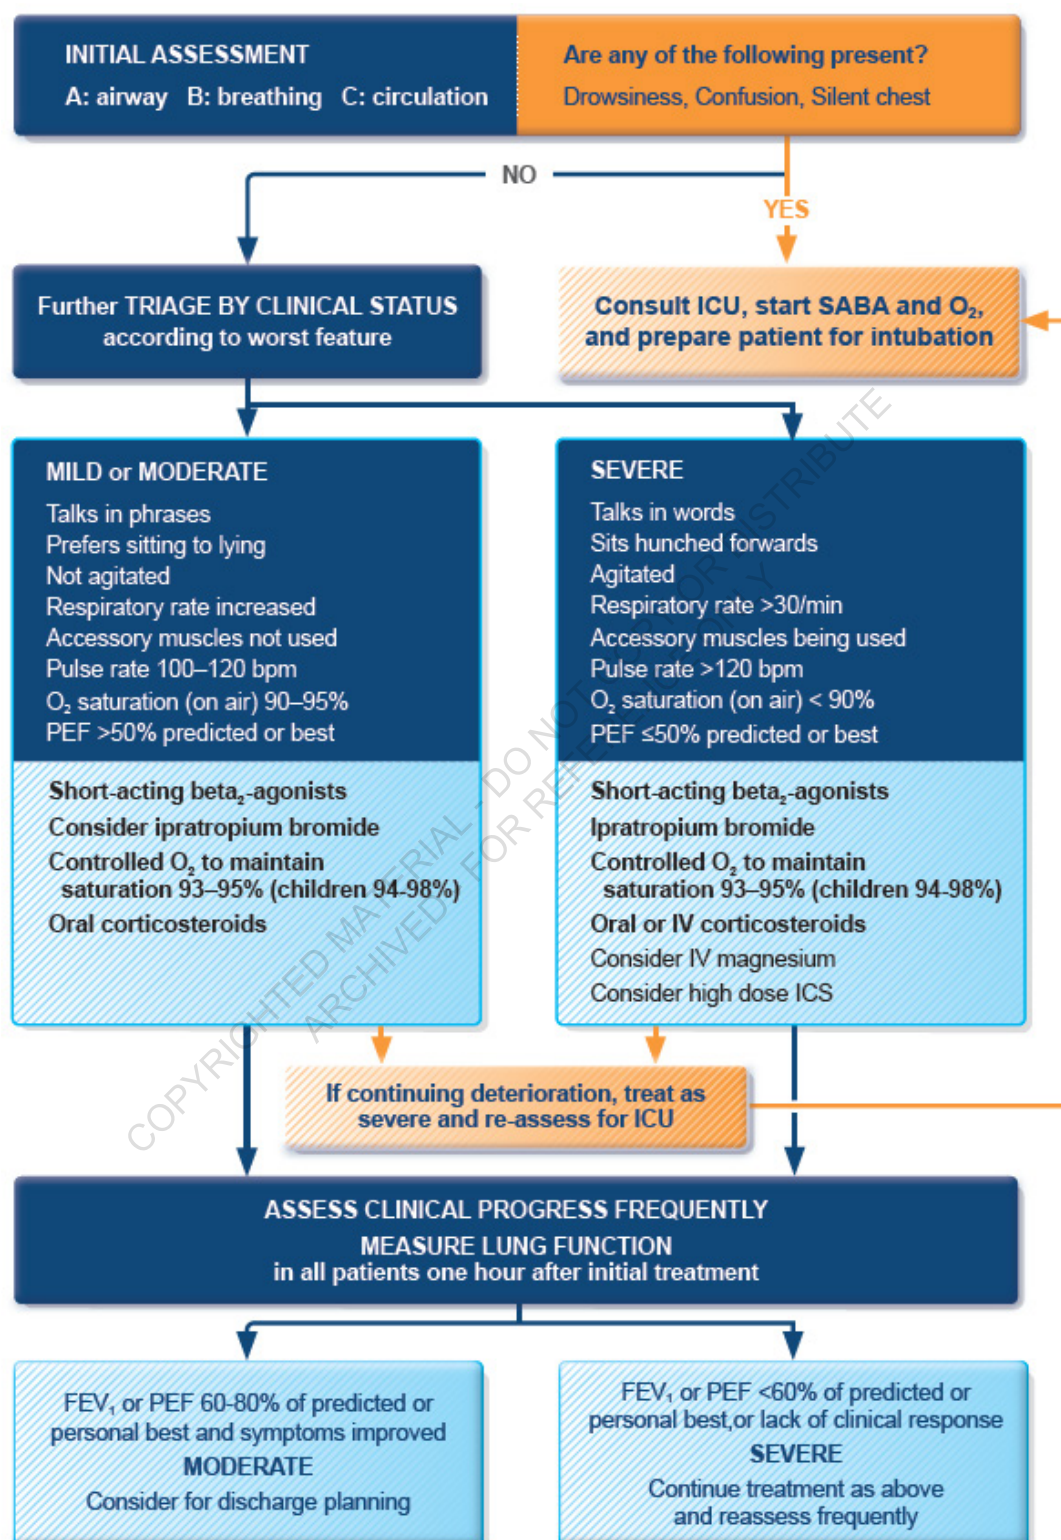 INITIAL ASSESSMENT
A: airway B: breathing C: circulation
Are any of the following present?
Drowsiness, Confusion, Silent chest
NO
YES
Further TRIAGE BY CLINICAL STATUS
according to worst feature
Consult ICU, start SABA and O₂,
and prepare patient for intubation
MILD or MODERATE
Talks in phrases
Prefers sitting to lying
Not agitated
Respiratory rate increased
Accessory muscles not used
Pulse rate 100–120 bpm
O₂ saturation (on air) 90–95%
PEF >50% predicted or best
SEVERE
Talks in words
Sits hunched forwards
Agitated
Respiratory rate >30/min
Accessory muscles being used
Pulse rate >120 bpm
O₂ saturation (on air) < 90%
PEF ≤50% predicted or best
Short-acting beta₂-agonists
Consider ipratropium bromide
Controlled O₂ to maintain
saturation 93–95% (children 94-98%)
Oral corticosteroids
Short-acting beta₂-agonists
Ipratropium bromide
Controlled O₂ to maintain
saturation 93–95% (children 94-98%)
Oral or IV corticosteroids
Consider IV magnesium
Consider high dose ICS
If continuing deterioration, treat as
severe and re-assess for ICU
ASSESS CLINICAL PROGRESS FREQUENTLY
MEASURE LUNG FUNCTION
in all patients one hour after initial treatment
FEV₁ or PEF 60-80% of predicted or
personal best and symptoms improved
MODERATE
Consider for discharge planning
FEV₁ or PEF <60% of predicted or
personal best,or lack of clinical response
SEVERE
Continue treatment as above
and reassess frequently
COPYRIGHTED MATERIAL - DO NOT COPY OR DISTRIBUTE
ARCHIVED FOR REFERENCE ONLY